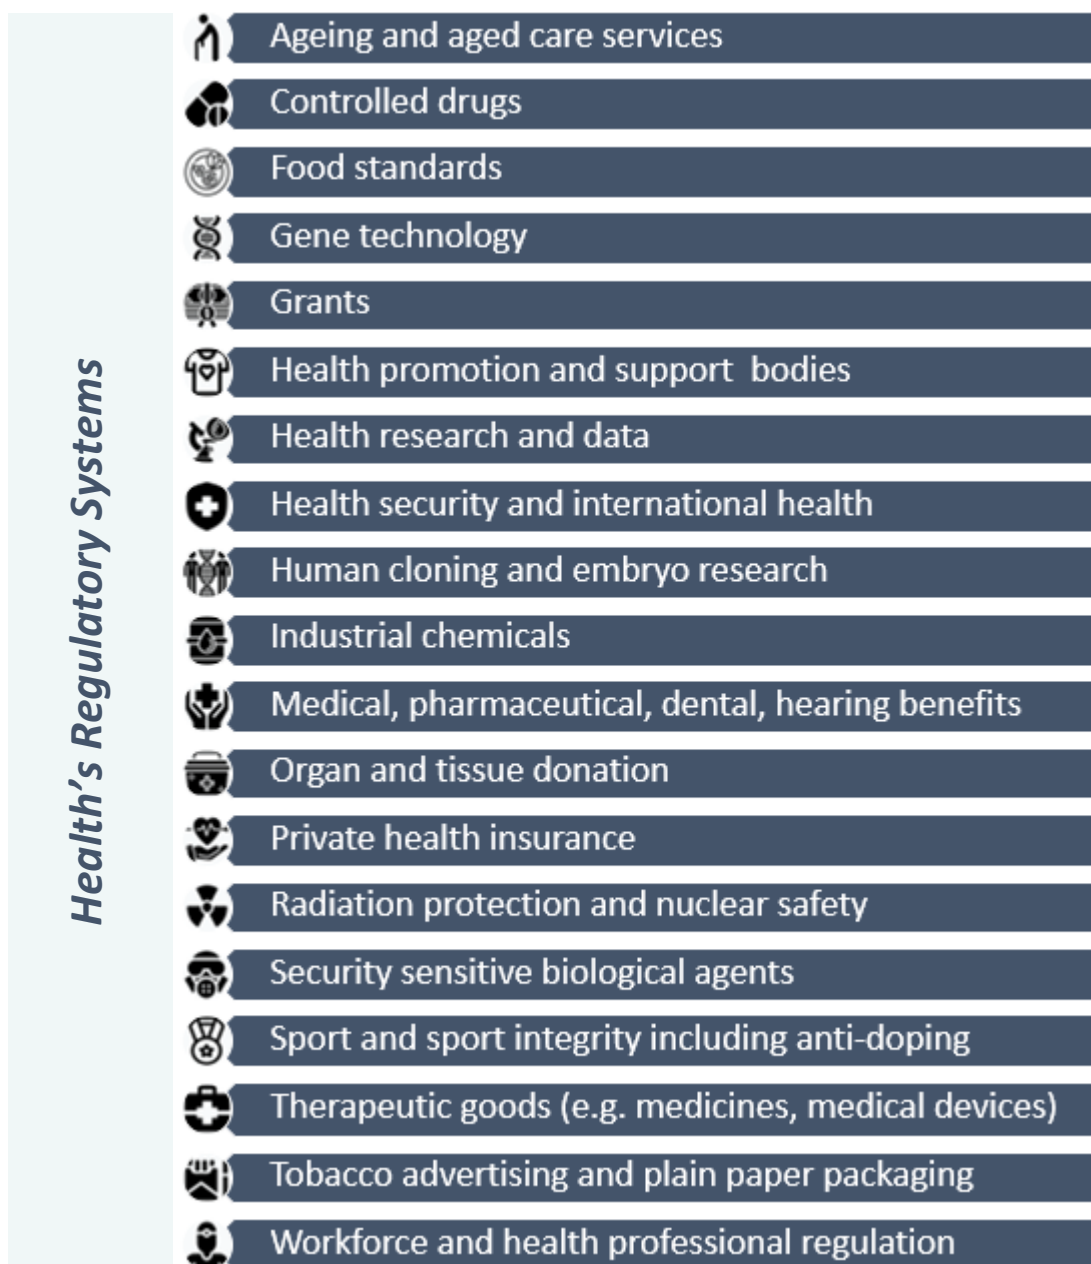 Health's Regulatory Systems
Ageing and aged care services
Controlled drugs
Food standards
Gene technology
Grants
Health promotion and support  bodies
Health research and data
Health security and international health
Human cloning and embryo research
Industrial chemicals
Medical, pharmaceutical, dental, hearing benefits
Organ and tissue donation
Private health insurance
Radiation protection and nuclear safety
Security sensitive biological agents
Sport and sport integrity including anti-doping
Therapeutic goods (e.g. medicines, medical devices)
Tobacco advertising and plain paper packaging
Workforce and health professional regulation